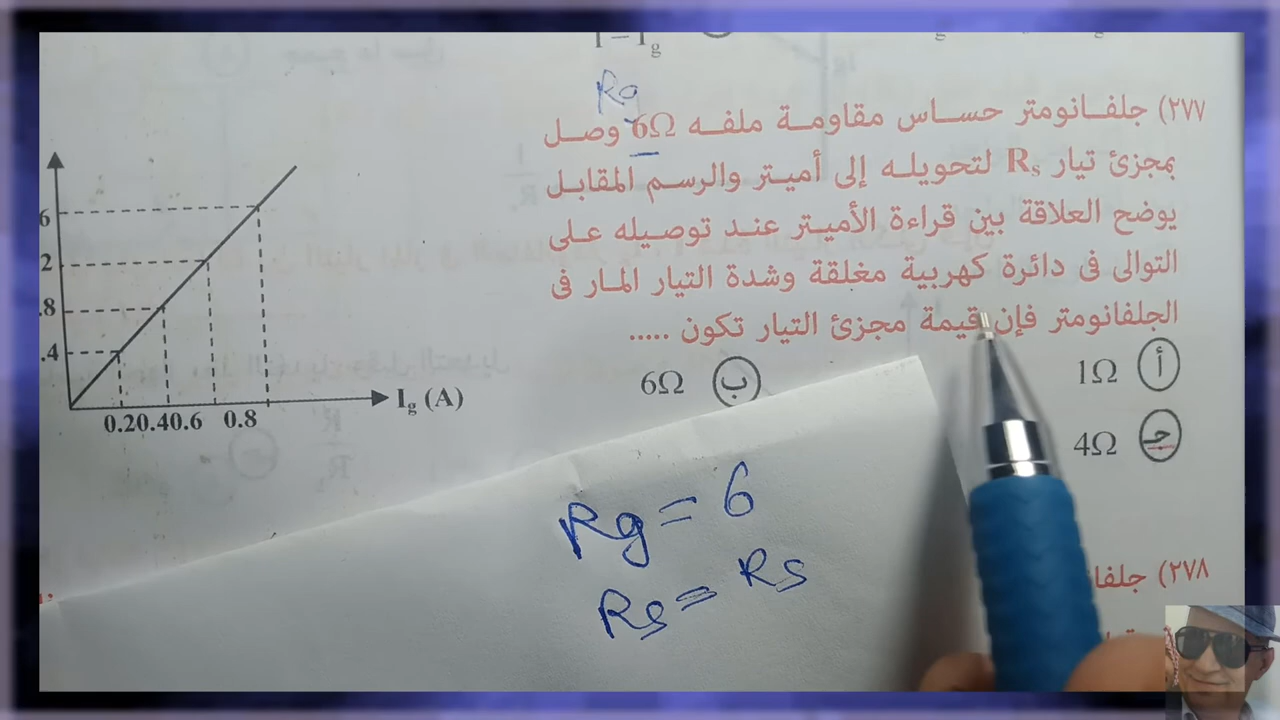 I − Ig
Rg
٢٧٧) جلفانومتر حساس مقاومة ملفه 6Ω وصل
بمجزئ تيار Rs لتحويله إلى أميتر والرسم المقابل
يوضح العلاقة بين قراءة الأميتر عند توصيله على
التوالى فى دائرة كهربية مغلقة وشدة التيار المار فى
الجلفانومتر فإن قيمة مجزئ التيار تكون .....
أ 1Ω
ب 6Ω
جـ 4Ω
6
2
.8
.4
0.2 0.4 0.6 0.8
Ig (A)
Rg = 6
Rs = Rs
٢٧٨) جلفا